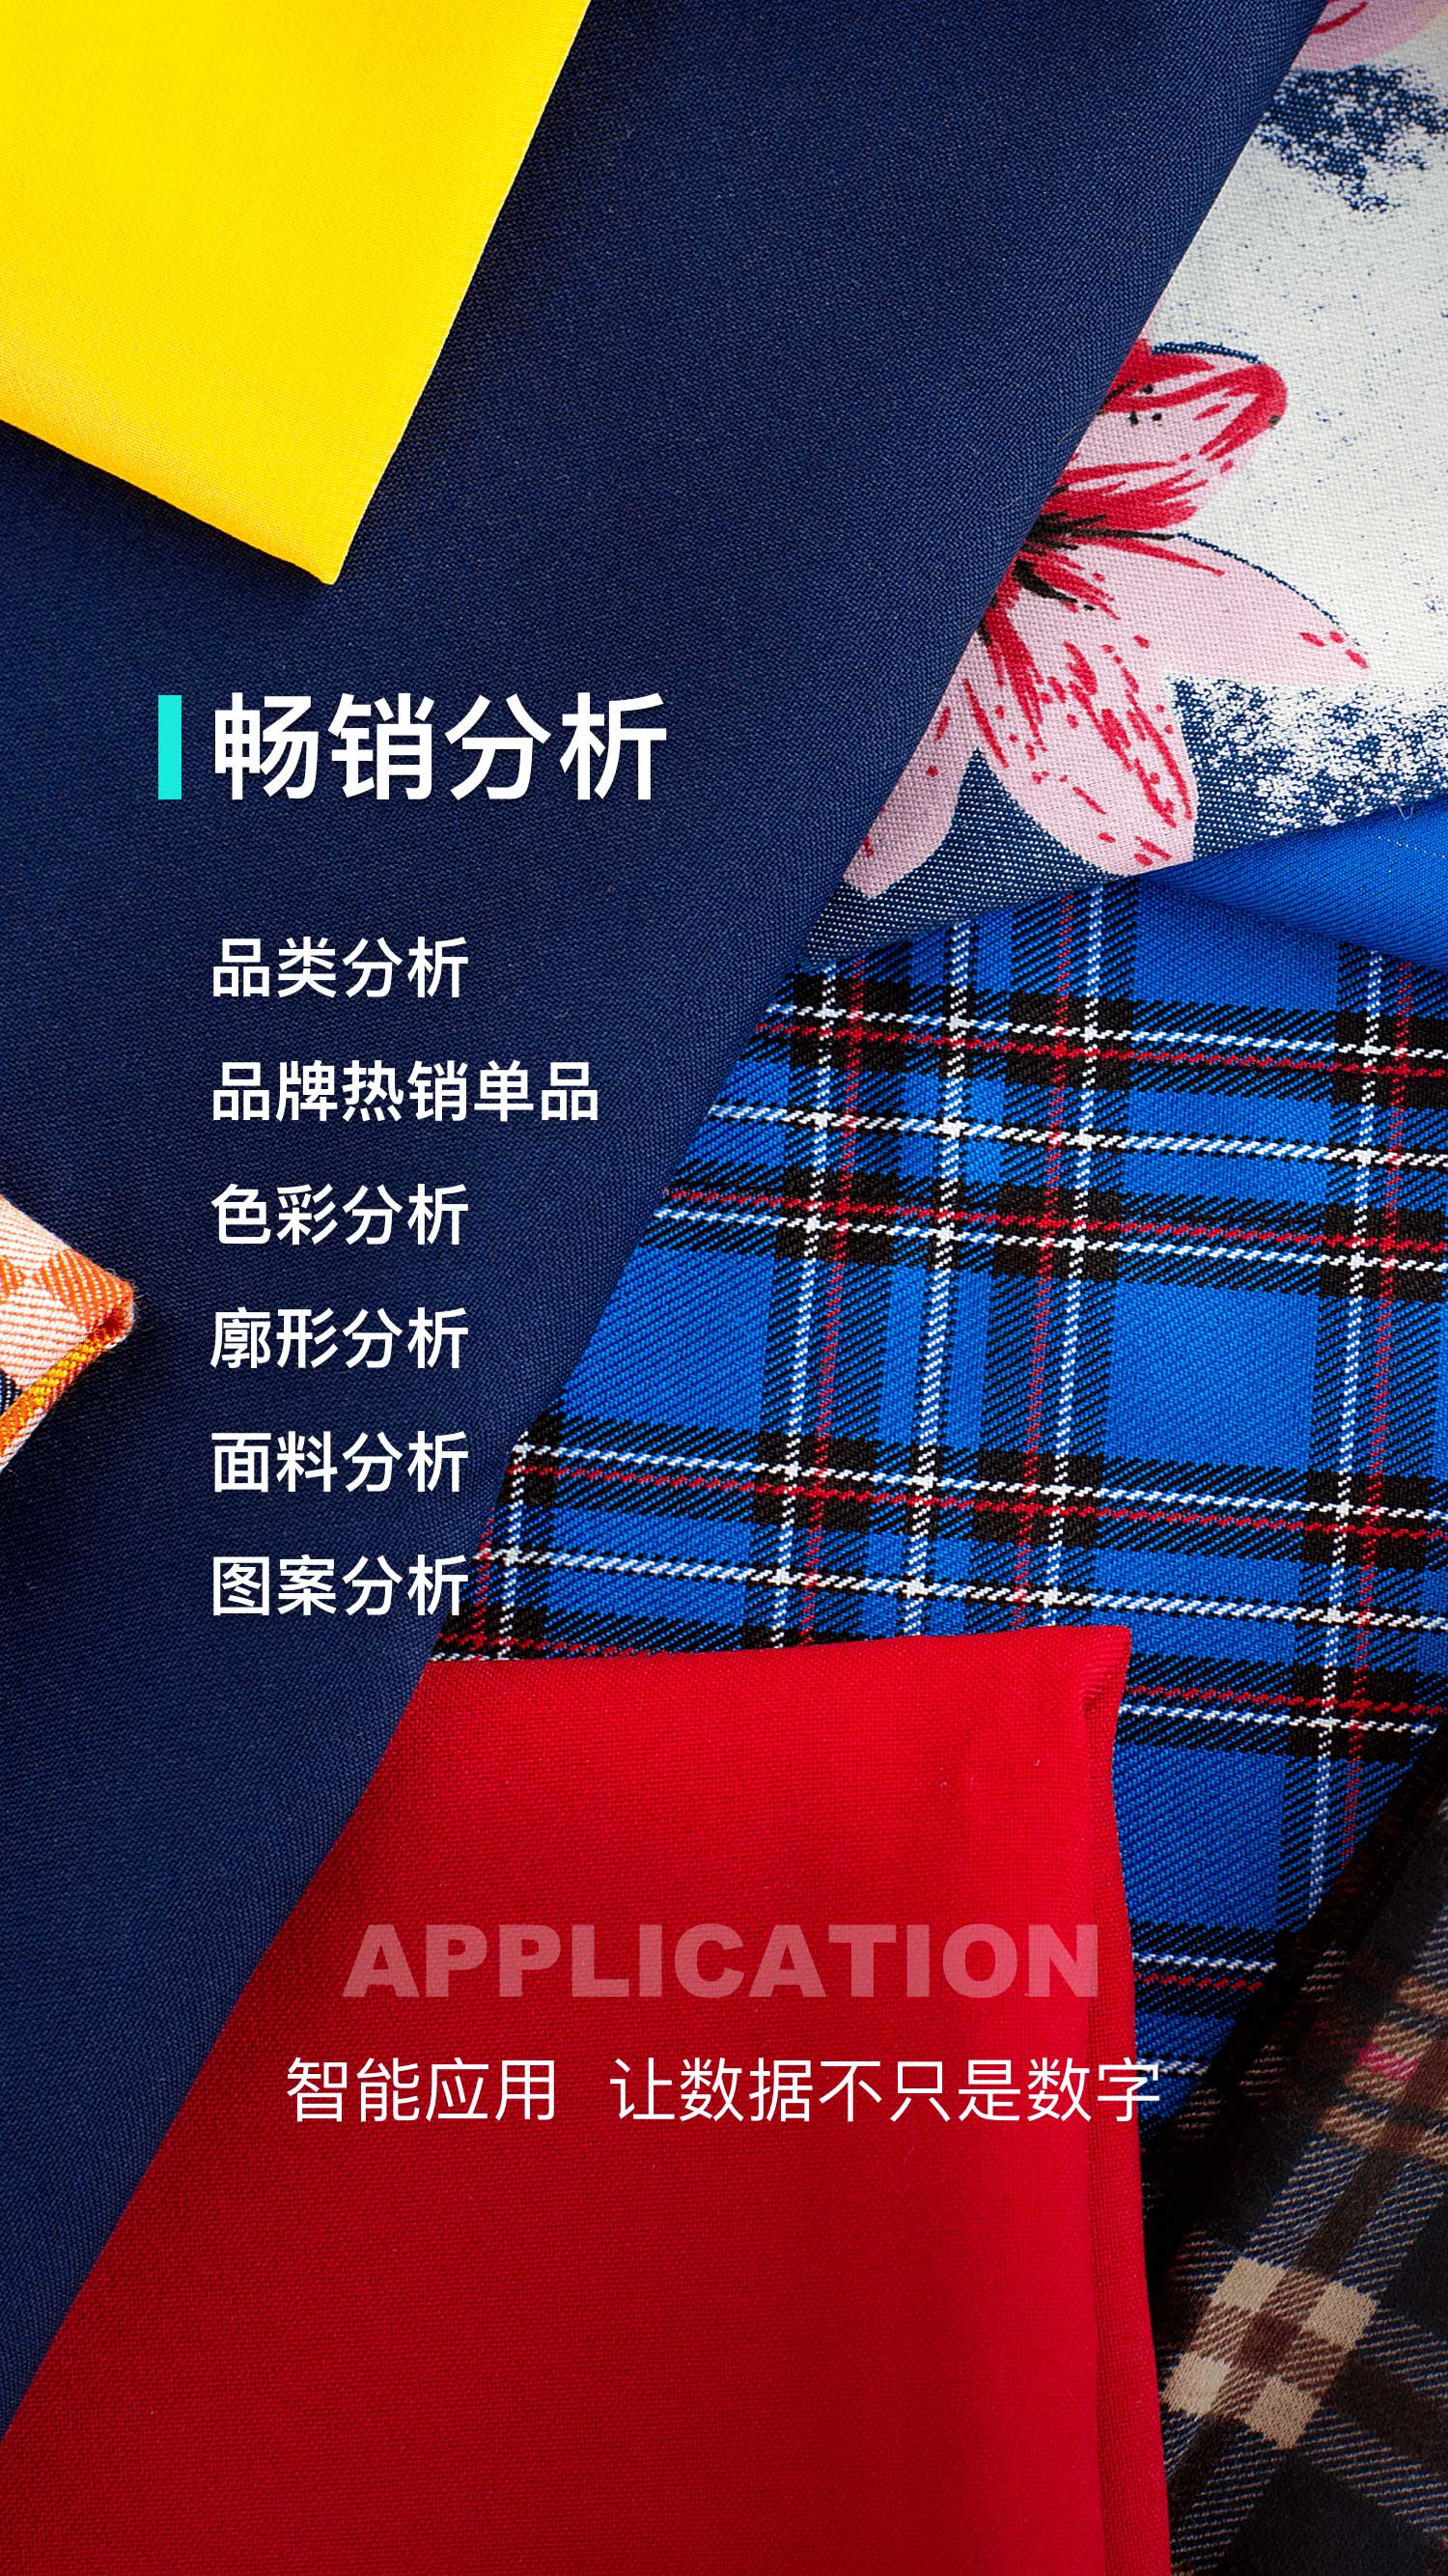 畅销分析
品类分析
品牌热销单品
色彩分析
廓形分析
面料分析
图案分析
APPLICATION
智能应用 让数据不只是数字